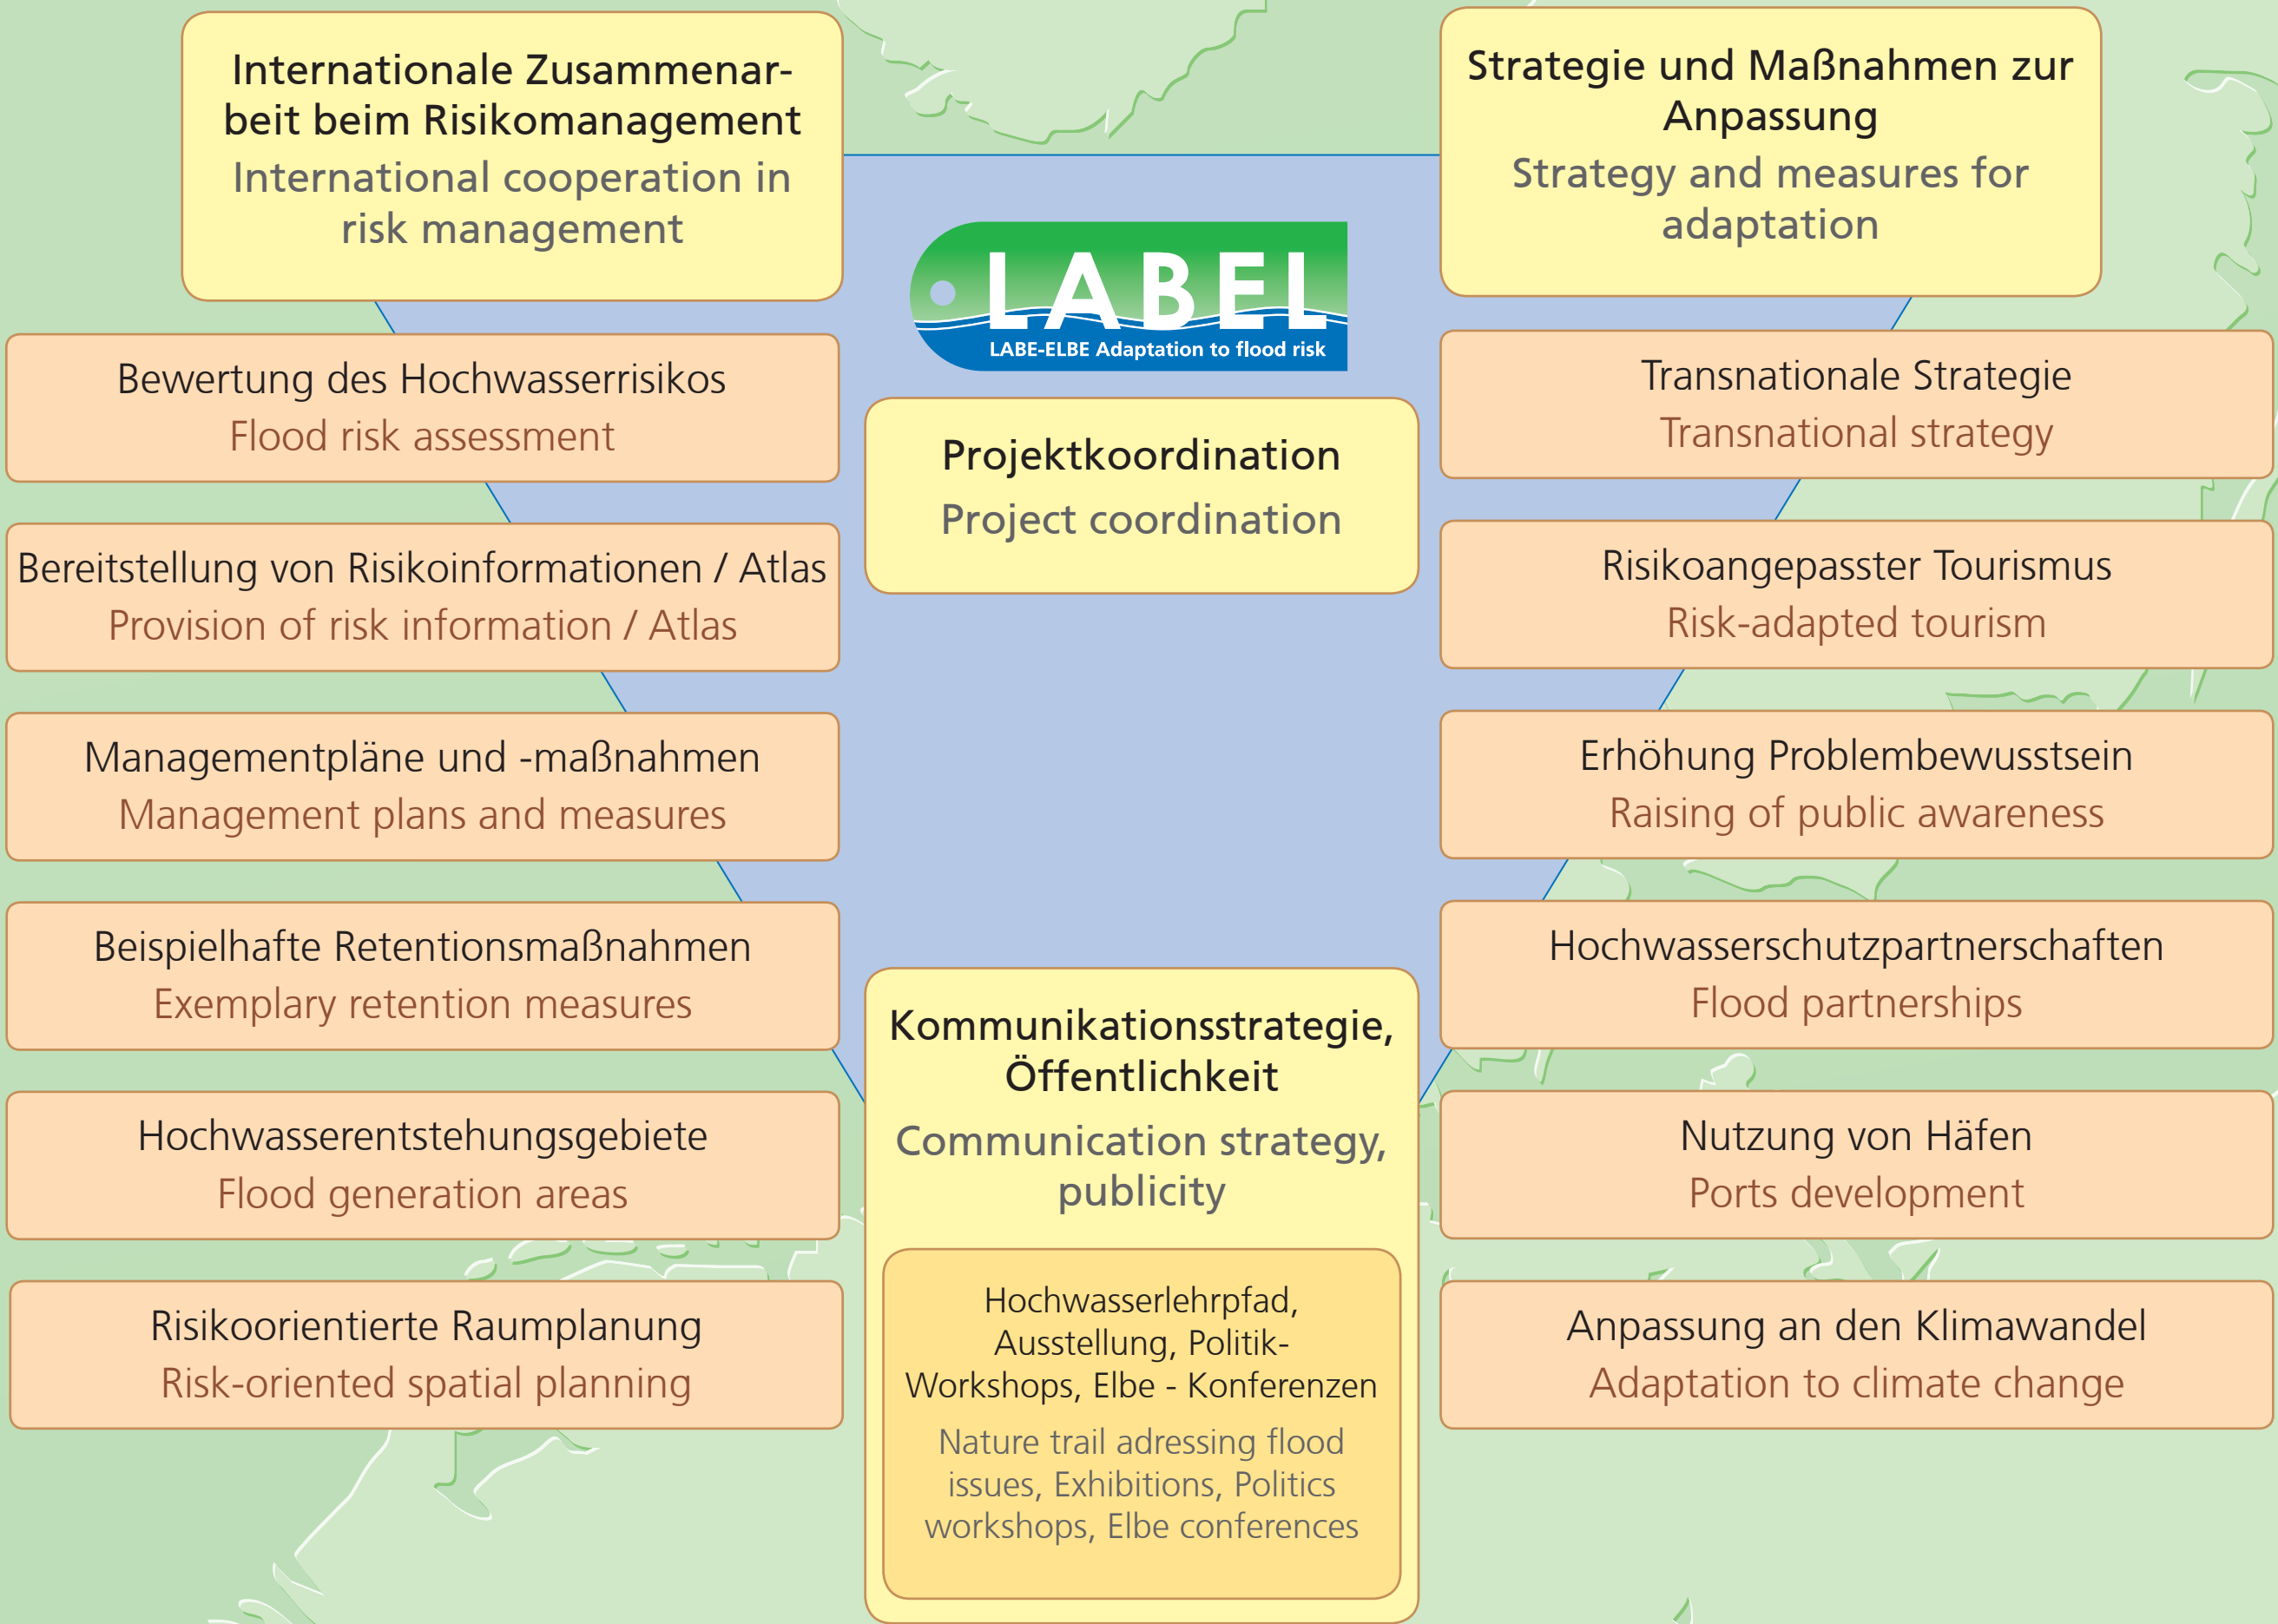 Internationale Zusammenar-
beit beim Risikomanagement
International cooperation in
risk management
Bewertung des Hochwasserrisikos
Flood risk assessment
Bereitstellung von Risikoinformationen / Atlas
Provision of risk information / Atlas
Managementpläne und -maßnahmen
Management plans and measures
Beispielhafte Retentionsmaßnahmen
Exemplary retention measures
Hochwasserentstehungsgebiete
Flood generation areas
Risikoorientierte Raumplanung
Risk-oriented spatial planning
LABEL
LABE-ELBE Adaptation to flood risk
Projektkoordination
Project coordination
Kommunikationsstrategie,
Öffentlichkeit
Communication strategy,
publicity
Hochwasserlehrpfad,
Ausstellung, Politik-
Workshops, Elbe - Konferenzen
Nature trail adressing flood
issues, Exhibitions, Politics
workshops, Elbe conferences
Strategie und Maßnahmen zur
Anpassung
Strategy and measures for
adaptation
Transnationale Strategie
Transnational strategy
Risikoangepasster Tourismus
Risk-adapted tourism
Erhöhung Problembewusstsein
Raising of public awareness
Hochwasserschutzpartnerschaften
Flood partnerships
Nutzung von Häfen
Ports development
Anpassung an den Klimawandel
Adaptation to climate change